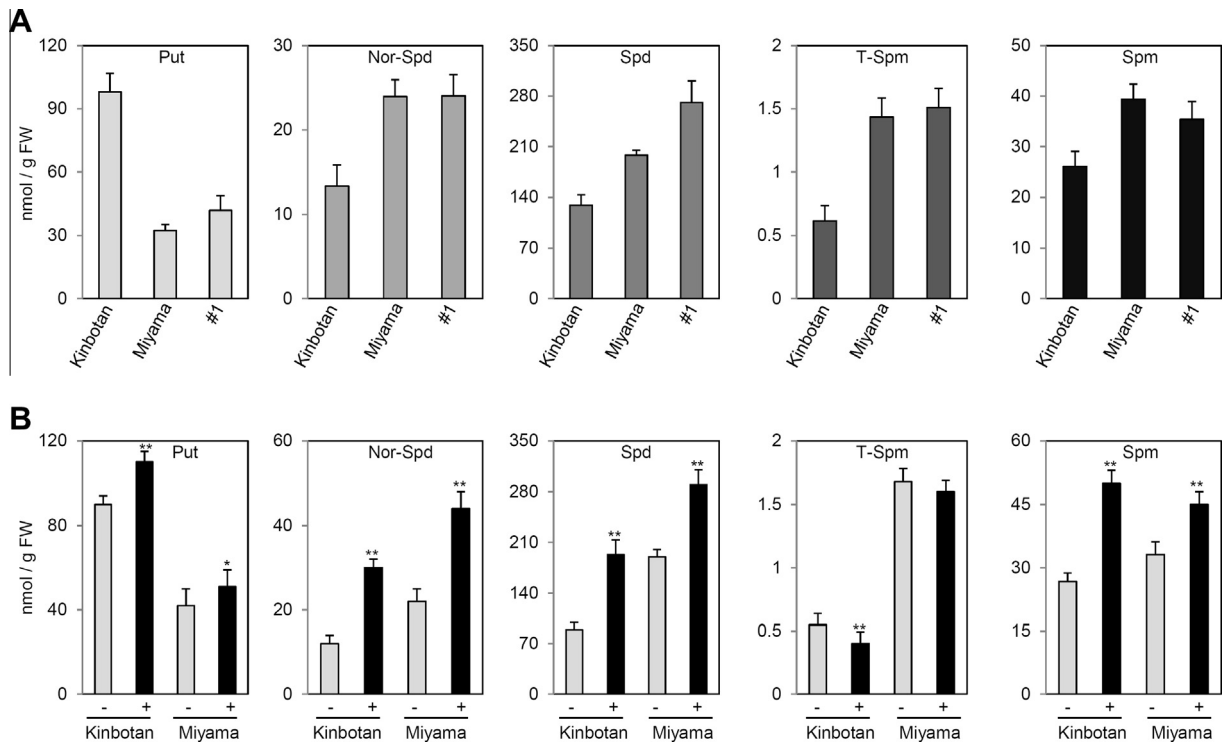 A
Put
Nor-Spd
Spd
T-Spm
Spm
nmol / g FW
120
90
60
30
0
30
20
10
0
350
280
210
140
70
0
2
1.5
1
0.5
0
50
40
30
20
10
0
Kinbotan Miyama #1
Kinbotan Miyama #1
Kinbotan Miyama #1
Kinbotan Miyama #1
Kinbotan Miyama #1
B
Put
Nor-Spd
Spd
T-Spm
Spm
nmol / g FW
120
80
40
0
60
40
20
0
350
280
210
140
70
0
2
1.5
1
0.5
0
60
45
30
15
0
** *
** **
** **
**
** **
- + - +
- + - +
- + - +
- + - +
- + - +
Kinbotan Miyama
Kinbotan Miyama
Kinbotan Miyama
Kinbotan Miyama
Kinbotan Miyama